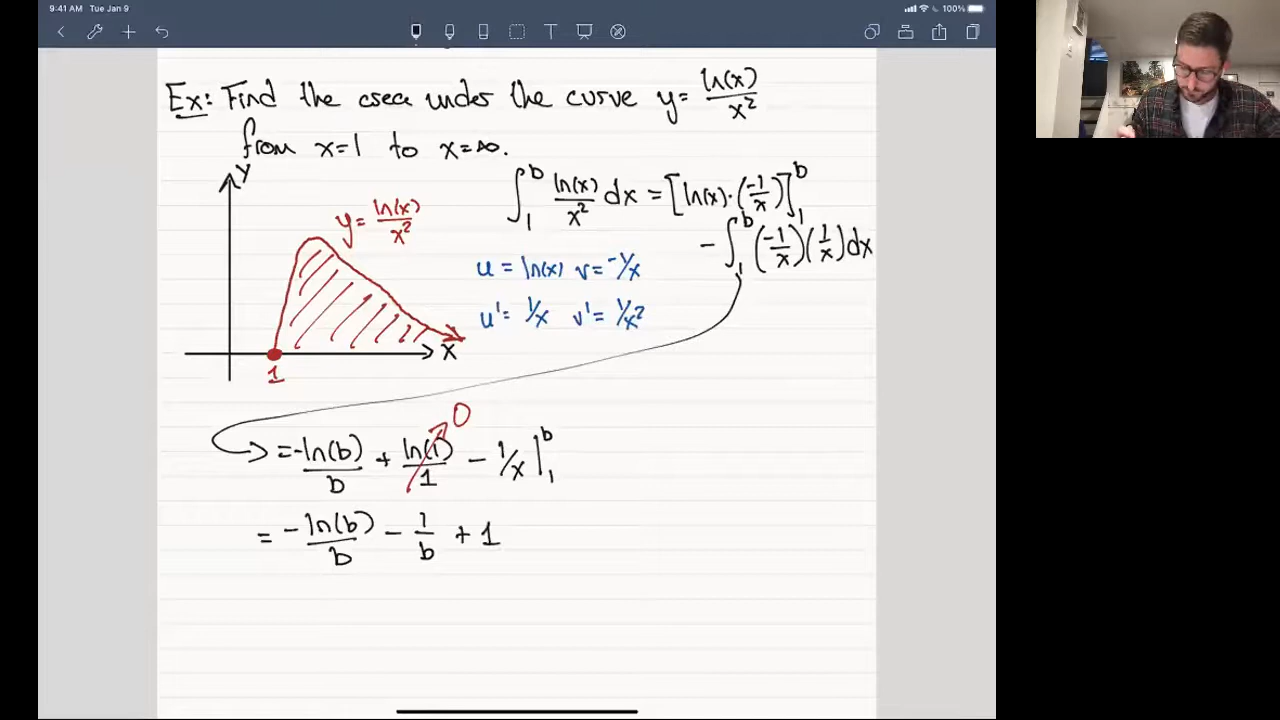 9:41 AM Tue Jan 9
100%
Ex: Find the area under the curve y = ln(x)/x²
from x=1 to x=∞.
y
y = ln(x)/x²
x
1
∫₁ᵇ ln(x)/x² dx = [ln(x)·(-1/x)]₁ᵇ
- ∫₁ᵇ (-1/x)(1/x)dx
u = ln(x) v = -1/x
u' = 1/x v' = 1/x²
0
= -ln(b)/b + ln(1)/1 - 1/x |₁ᵇ
= -ln(b)/b - 1/b + 1